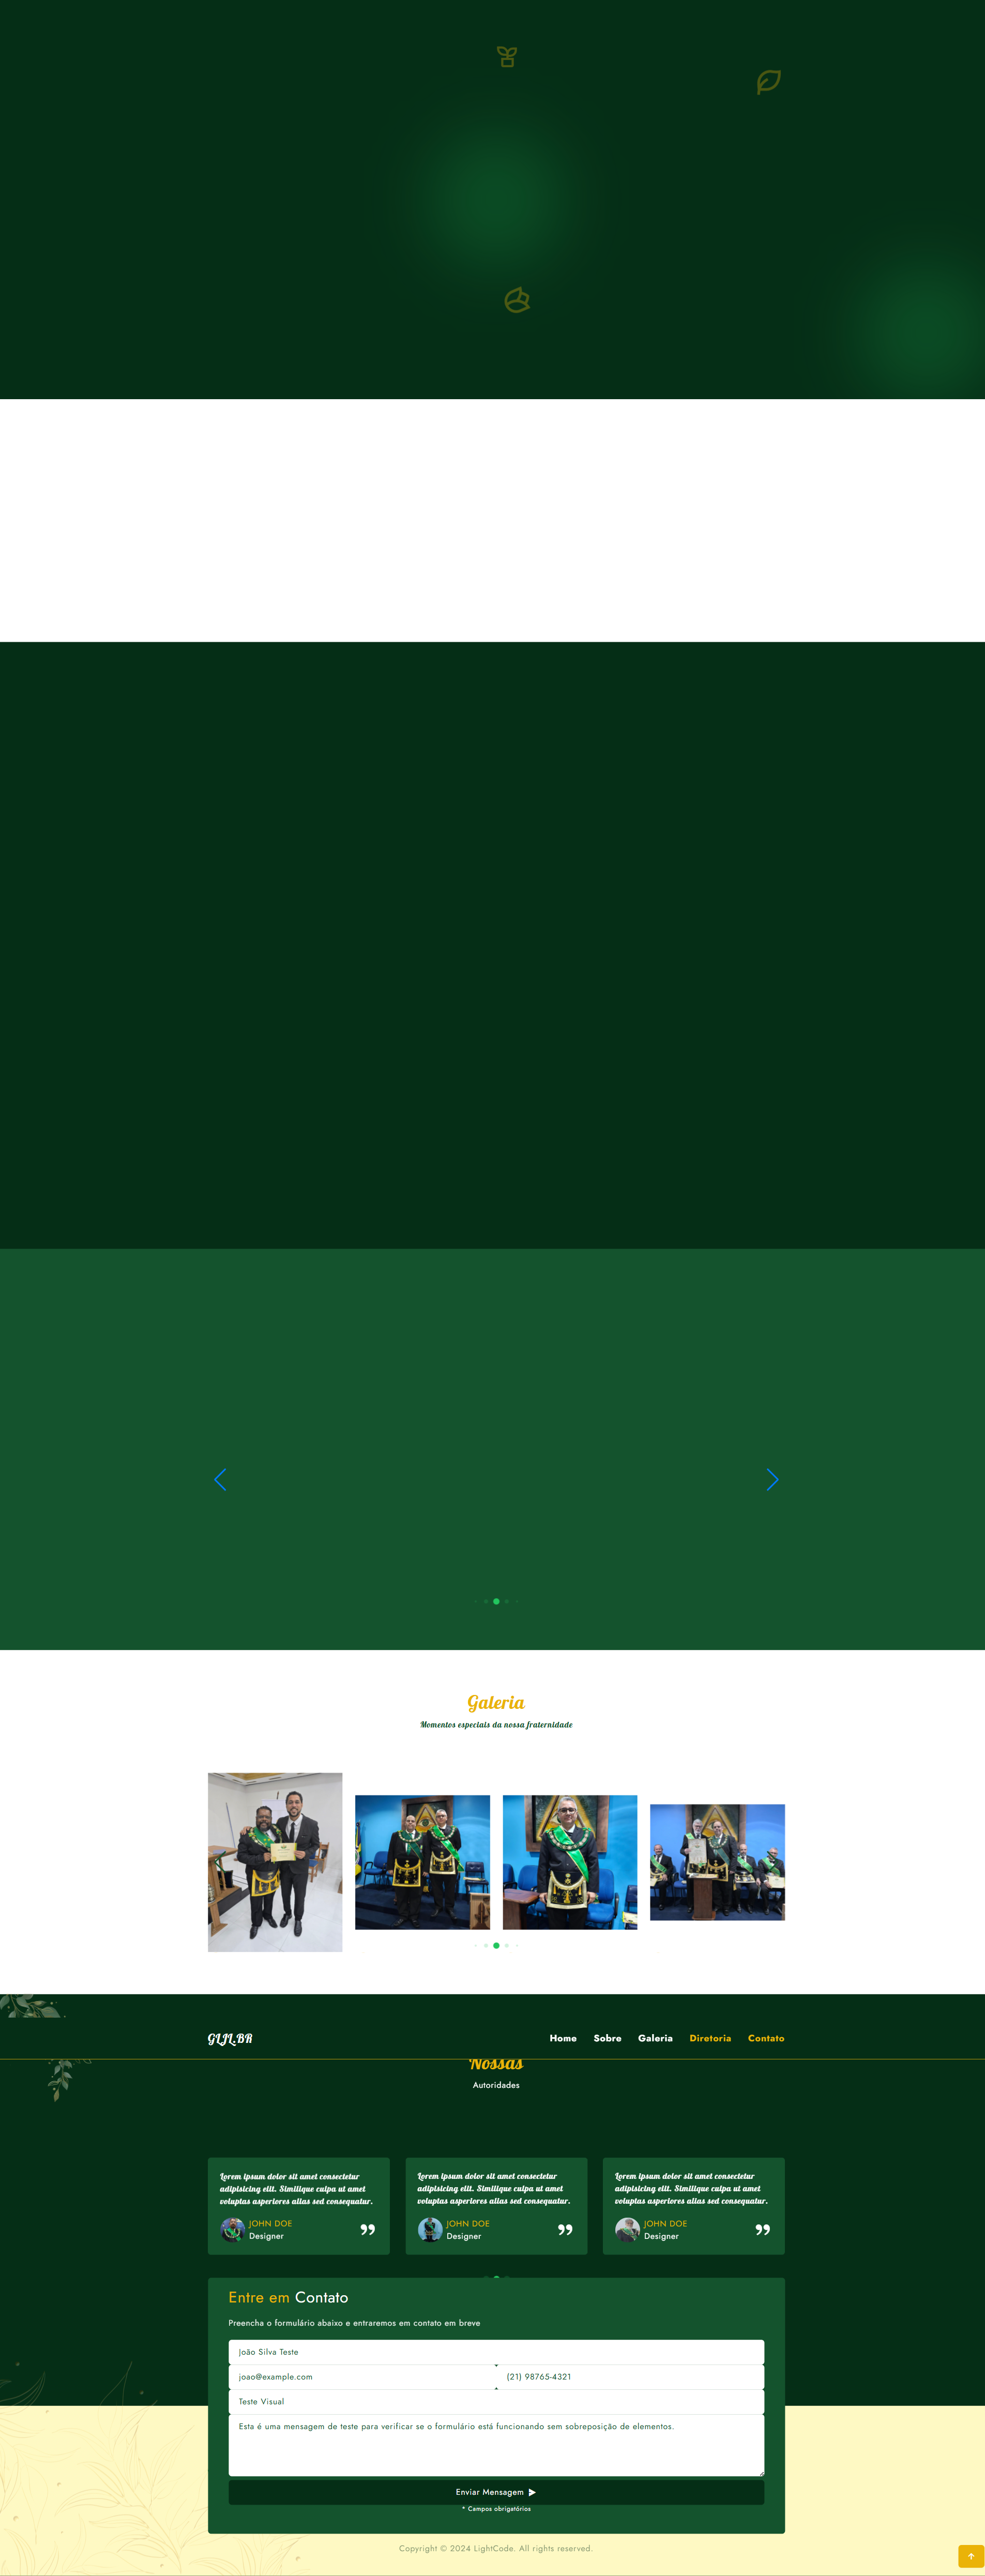 Galeria
Momentos especiais da nossa fraternidade
GLJL.BR
Home Sobre Galeria Diretoria Contato
Nossas
Autoridades
Lorem ipsum dolor sit amet consectetur
adipisicing elit. Similique culpa ut amet
voluptas asperiores alias sed consequatur.
JOHN DOE
Designer
Lorem ipsum dolor sit amet consectetur
adipisicing elit. Similique culpa ut amet
voluptas asperiores alias sed consequatur.
JOHN DOE
Designer
Lorem ipsum dolor sit amet consectetur
adipisicing elit. Similique culpa ut amet
voluptas asperiores alias sed consequatur.
JOHN DOE
Designer
Entre em Contato
Preencha o formulário abaixo e entraremos em contato em breve
João Silva Teste
joao@example.com (21) 98765-4321
Teste Visual
Esta é uma mensagem de teste para verificar se o formulário está funcionando sem sobreposição de elementos.
Enviar Mensagem
* Campos obrigatórios
Copyright © 2024 LightCode. All rights reserved.